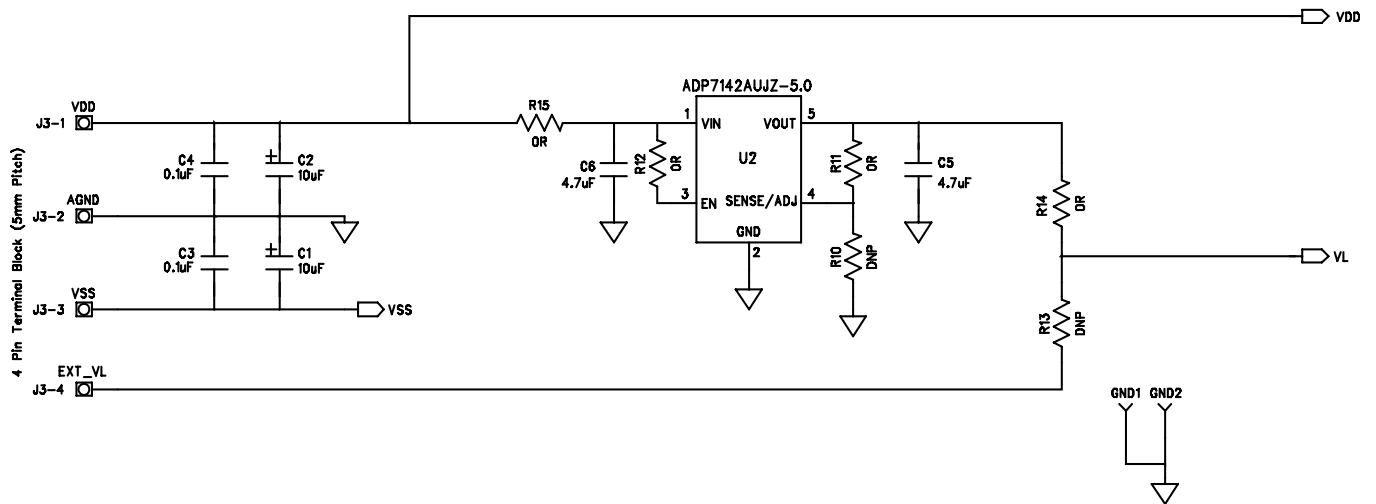 VDD
ADP7142AUJZ-5.0
VDD
J3-1
R15
0R
1
VIN
VOUT
5
U2
C4
0.1uF
C2
10uF
C6
4.7uF
R12
0R
R11
0R
C5
4.7uF
3
EN
SENSE/ADJ
4
AGND
J3-2
GND
2
R14
0R
R10
DNP
C3
0.1uF
C1
10uF
VL
VSS
J3-3
VSS
R13
DNP
4 Pin Terminal Block (5mm Pitch)
EXT_VL
J3-4
GND1
GND2